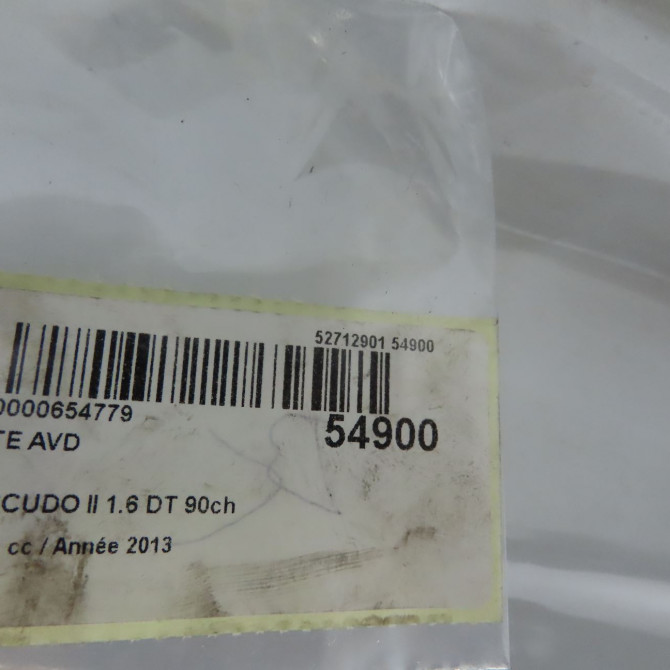 52712901 54900
0000654779
54900
TE AVD
CUDO II 1.6 DT 90ch
cc / Année 2013